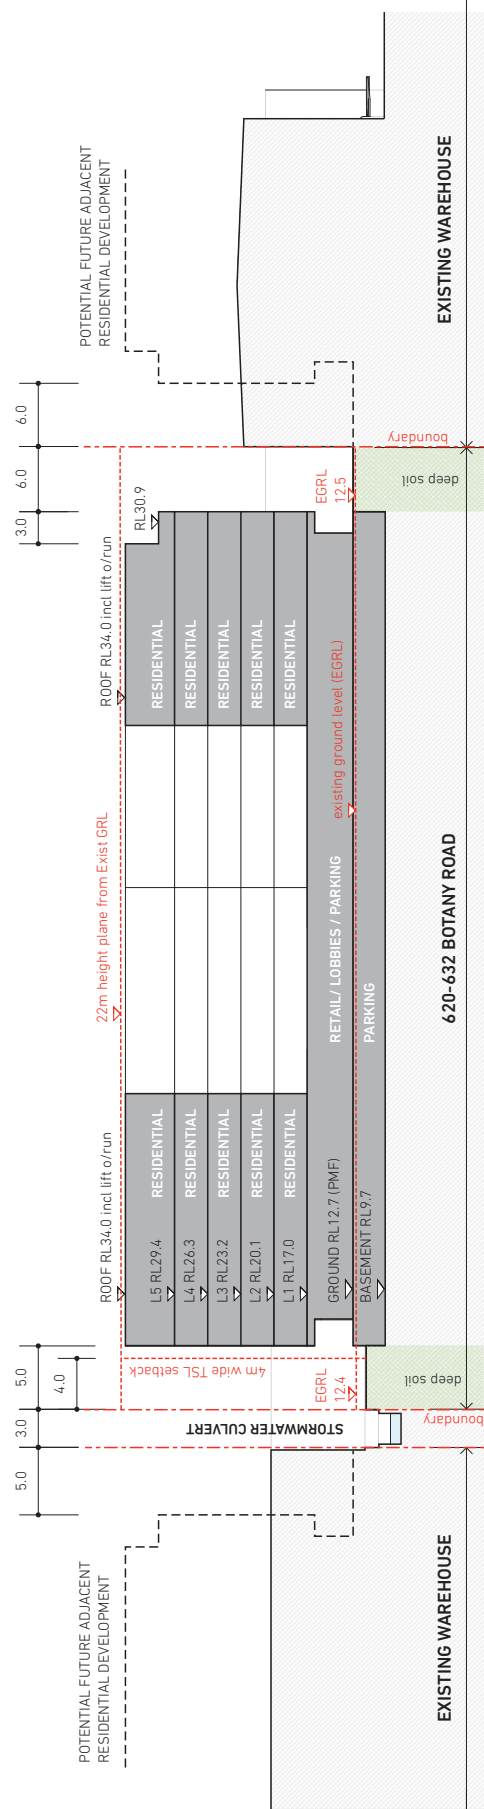 POTENTIAL FUTURE ADJACENT
RESIDENTIAL DEVELOPMENT
5.0
3.0
5.0
4.0
3.0
6.0
6.0
POTENTIAL FUTURE ADJACENT
RESIDENTIAL DEVELOPMENT
ROOF RL34.0 incl lift o/run
22m height plane from Exist GRL
ROOF RL34.0 incl lift o/run
RL30.9
4m wide TSL setback
STORMWATER CULVERT
L5 RL29.4
RESIDENTIAL
RESIDENTIAL
L4 RL26.3
RESIDENTIAL
RESIDENTIAL
L3 RL23.2
RESIDENTIAL
RESIDENTIAL
L2 RL20.1
RESIDENTIAL
RESIDENTIAL
L1 RL17.0
RESIDENTIAL
RESIDENTIAL
EGRL
12.4
GROUND RL12.7 (PMF)
RETAIL/ LOBBIES / PARKING
existing ground level (EGRL)
EGRL
12.5
BASEMENT RL9.7
PARKING
boundary
deep soil
deep soil
boundary
EXISTING WAREHOUSE
620-632 BOTANY ROAD
EXISTING WAREHOUSE